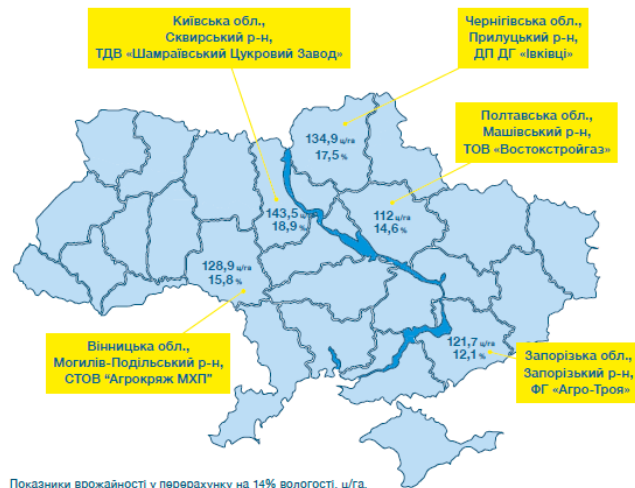 Київська обл.,
Сквирський р-н,
ТДВ «Шамраївський Цукровий Завод»
Чернігівська обл.,
Прилуцький р-н,
ДП ДГ «Івківці»
134,9 ц/га
17,5 %
Полтавська обл.,
Машівський р-н,
ТОВ «Востокстройгаз»
143,5 ц/га
18,9 %
112 ц/га
14,6 %
128,9 ц/га
15,8 %
Вінницька обл.,
Могилів-Подільський р-н,
СТОВ "Агрокряж МХП"
121,7 ц/га
12,1 %
Запорізька обл.,
Запорізький р-н,
ФГ «Агро-Троя»
Показники врожайності у перерахунку на 14% вологості, ц/га.